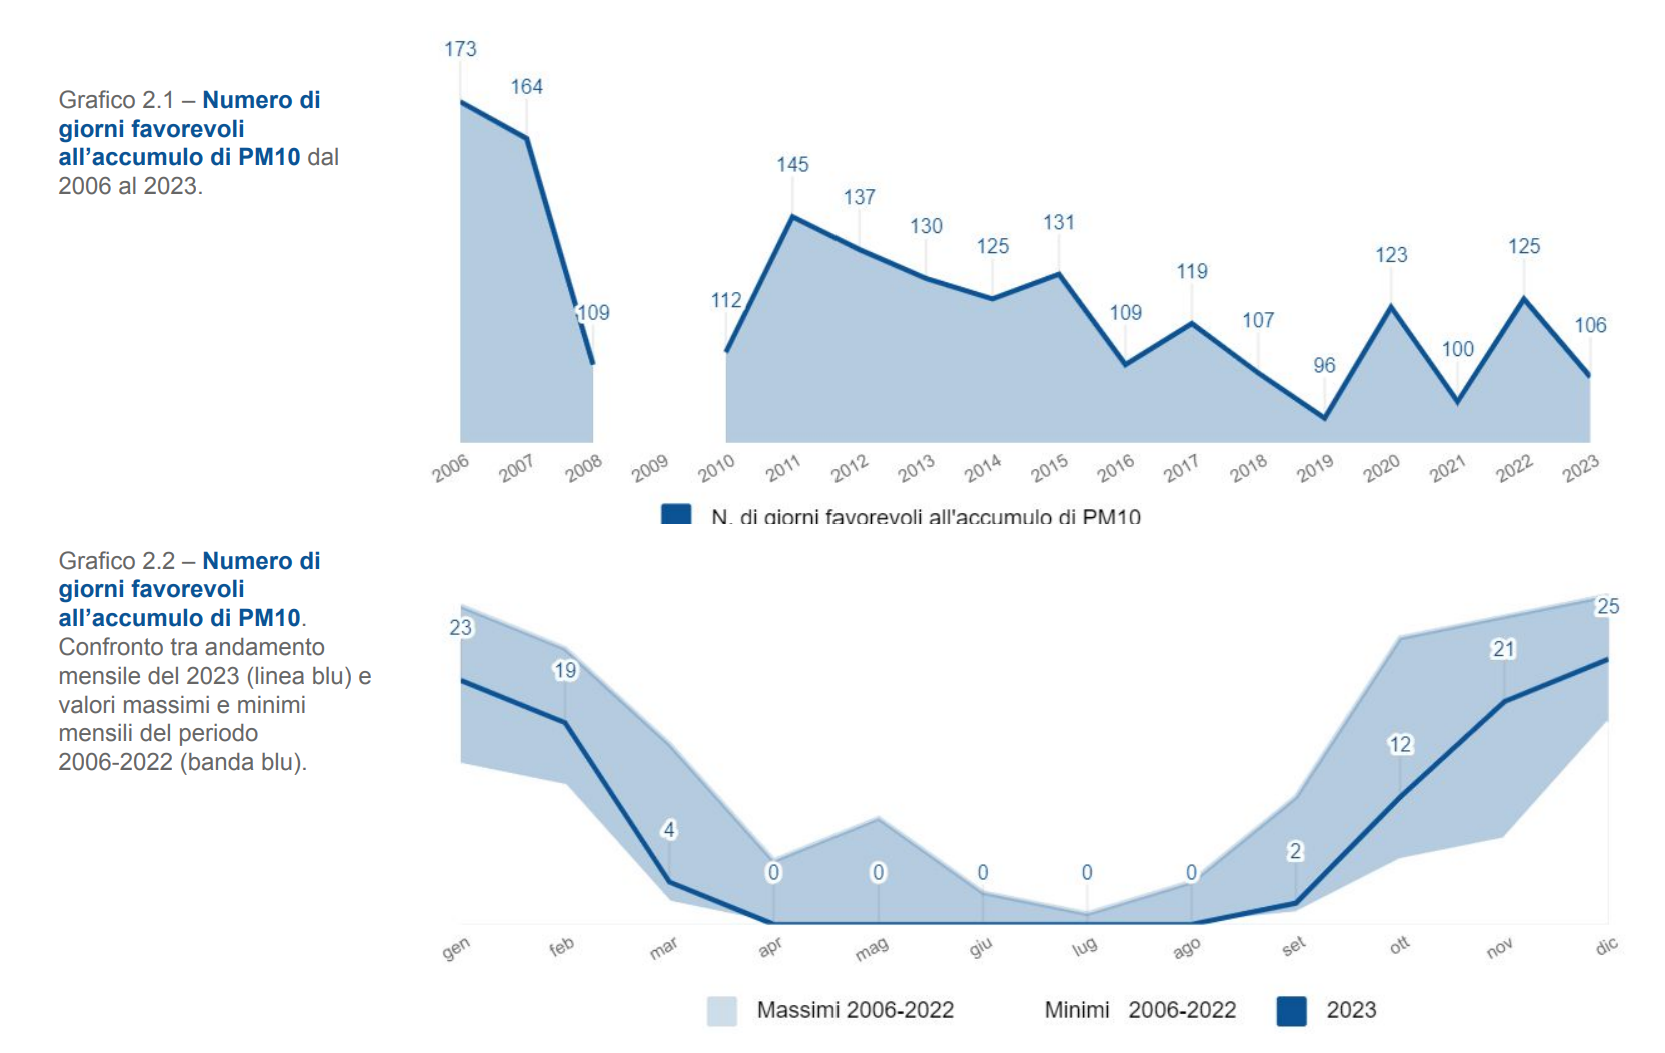 Grafico 2.1 – Numero di
giorni favorevoli
all’accumulo di PM10 dal
2006 al 2023.
173
164
109
112
145
137
130
125
131
109
119
107
96
123
100
125
106
2006 2007 2008 2009 2010 2011 2012 2013 2014 2015 2016 2017 2018 2019 2020 2021 2022 2023
N. di giorni favorevoli all'accumulo di PM10
Grafico 2.2 – Numero di
giorni favorevoli
all’accumulo di PM10.
Confronto tra andamento
mensile del 2023 (linea blu) e
valori massimi e minimi
mensili del periodo
2006-2022 (banda blu).
23
19
4
0
0
0
0
0
2
12
21
25
gen feb mar apr mag giu lug ago set ott nov dic
Massimi 2006-2022 Minimi 2006-2022 2023